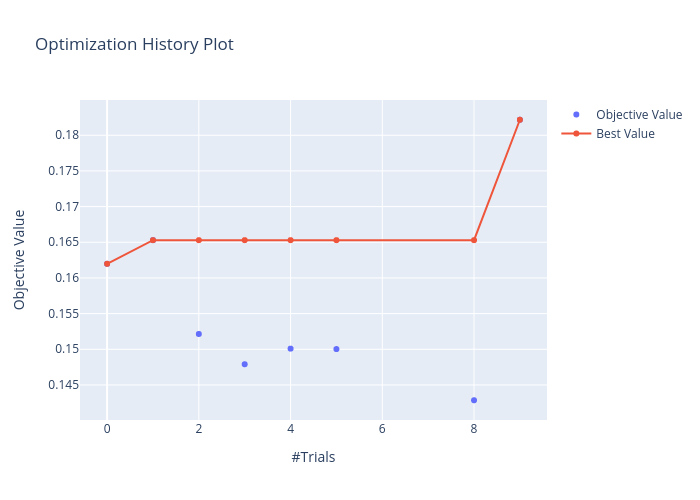 Optimization History Plot
Objective Value
Best Value
0.18
0.175
0.17
0.165
0.16
0.155
0.15
0.145
Objective Value
0
2
4
6
8
#Trials